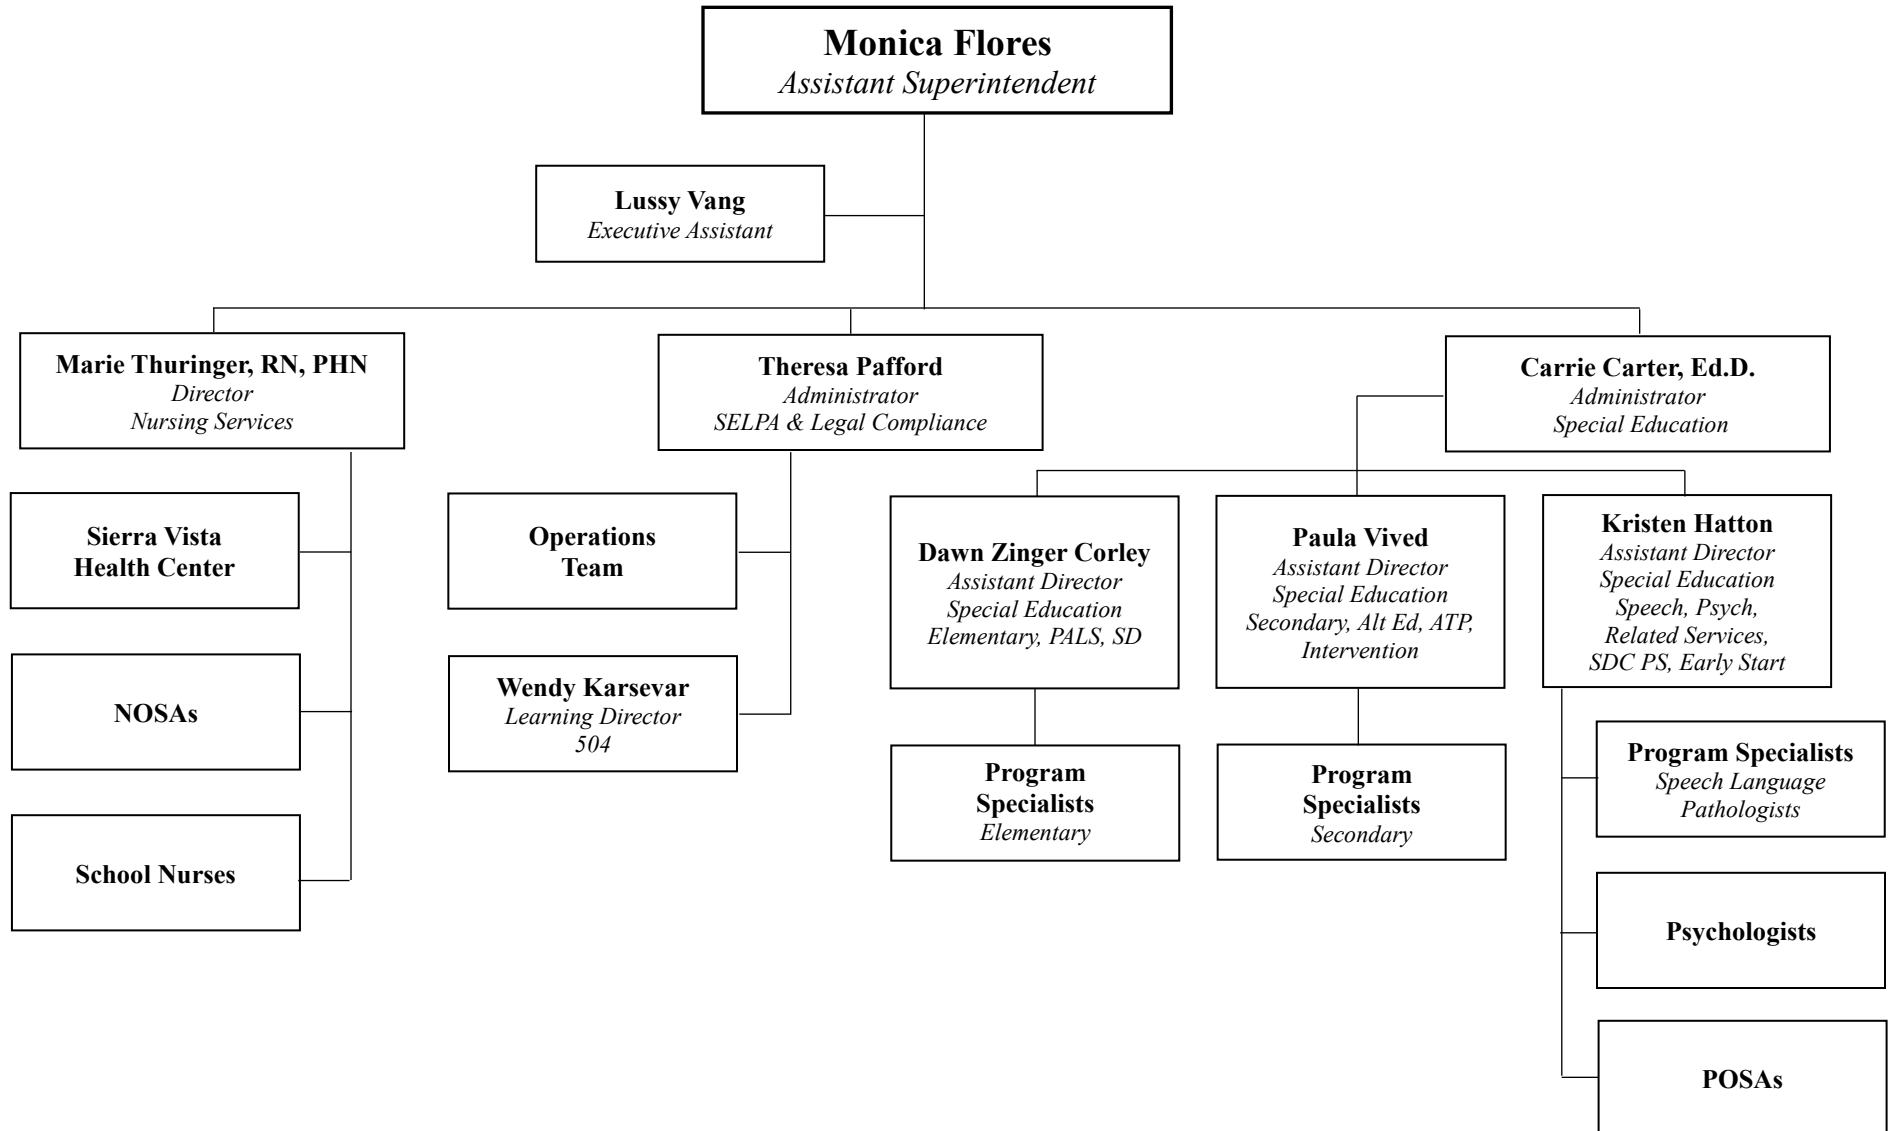 Monica Flores
Assistant Superintendent
Lussy Vang
Executive Assistant
Marie Thuringer, RN, PHN
Director
Nursing Services
Theresa Pafford
Administrator
SELPA & Legal Compliance
Carrie Carter, Ed.D.
Administrator
Special Education
Sierra Vista
Health Center
NOSAs
School Nurses
Operations
Team
Wendy Karsevar
Learning Director
504
Dawn Zinger Corley
Assistant Director
Special Education
Elementary, PALS, SD
Program
Specialists
Elementary
Paula Vived
Assistant Director
Special Education
Secondary, Alt Ed, ATP,
Intervention
Program
Specialists
Secondary
Kristen Hatton
Assistant Director
Special Education
Speech, Psych,
Related Services,
SDC PS, Early Start
Program Specialists
Speech Language
Pathologists
Psychologists
POSAs